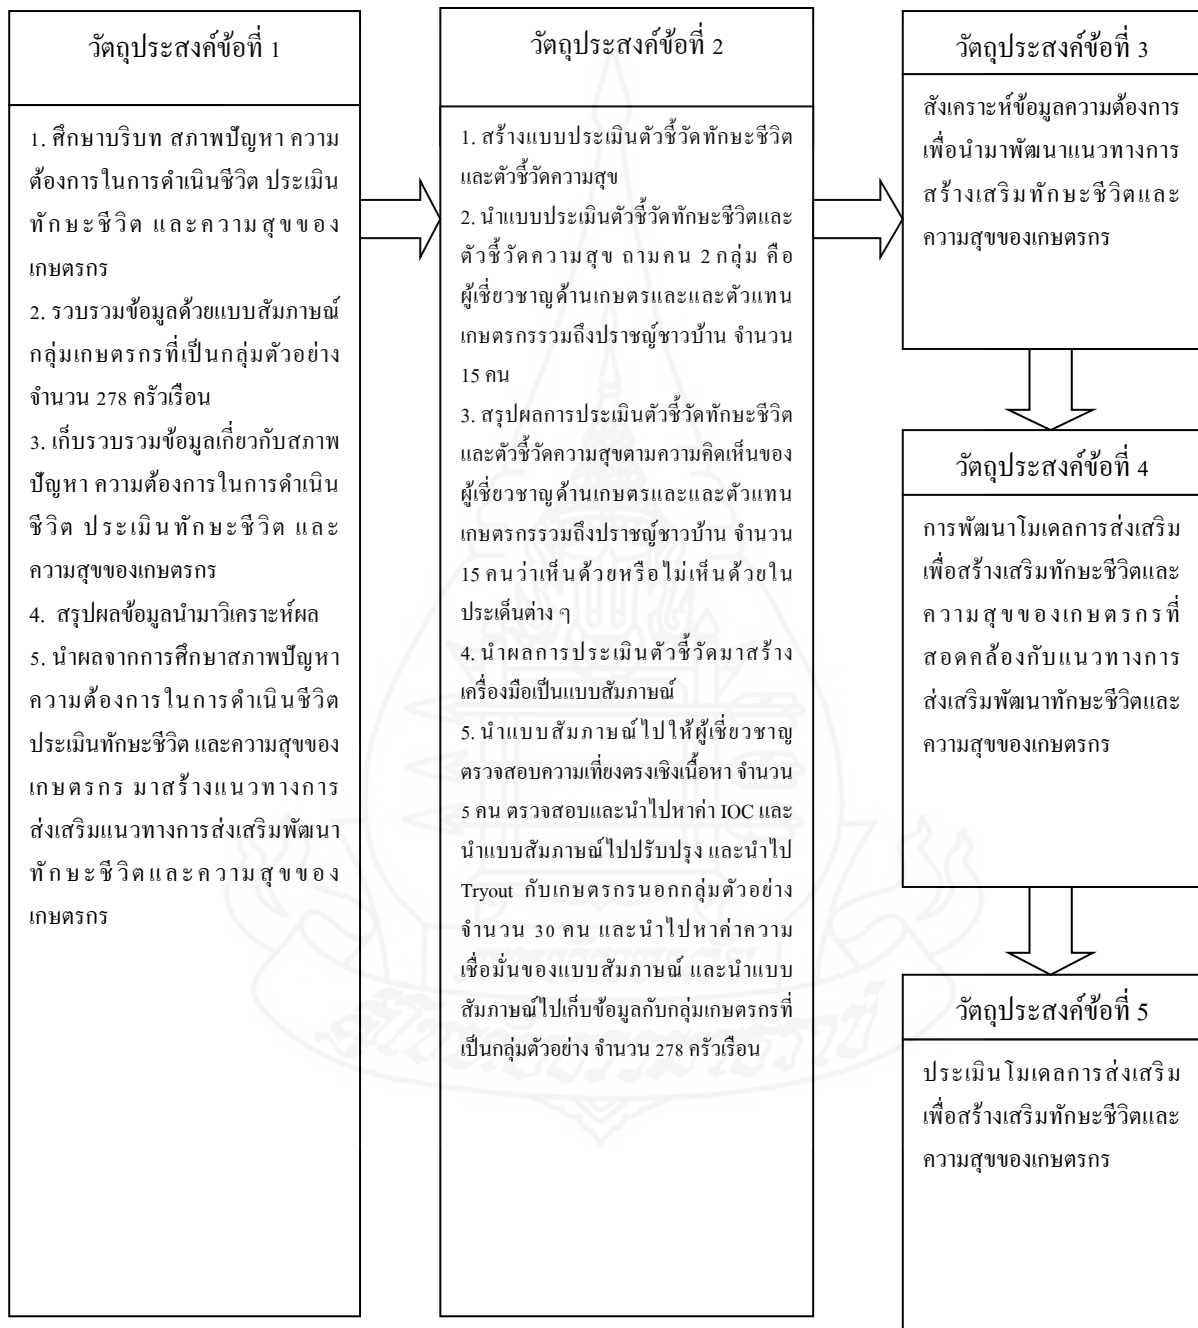 วัตถุประสงค์ข้อที่ 1
1. ศึกษาบริบท สภาพปัญหา ความ
ต้องการในการดำเนินชีวิต ประเมิน
ทักษะชีวิต และความสุขของ
เกษตรกร
2. รวบรวมข้อมูลด้วยแบบสัมภาษณ์
กลุ่มเกษตรกรที่เป็นกลุ่มตัวอย่าง
จำนวน 278 ครัวเรือน
3. เก็บรวบรวมข้อมูลเกี่ยวกับสภาพ
ปัญหา ความต้องการในการดำเนิน
ชีวิต ประเมินทักษะชีวิต และ
ความสุขของเกษตรกร
4. สรุปผลข้อมูลนำมาวิเคราะห์ผล
5. นำผลจากการศึกษาสภาพปัญหา
ความต้องการในการดำเนินชีวิต
ประเมินทักษะชีวิต และความสุขของ
เกษตรกร มาสร้างแนวทางการ
ส่งเสริมแนวทางการส่งเสริมพัฒนา
ทักษะชีวิตและความสุขของ
เกษตรกร
วัตถุประสงค์ข้อที่ 2
1. สร้างแบบประเมินตัวชี้วัดทักษะชีวิต
และตัวชี้วัดความสุข
2. นำแบบประเมินตัวชี้วัดทักษะชีวิตและ
ตัวชี้วัดความสุข ถามคน 2 กลุ่ม คือ
ผู้เชี่ยวชาญด้านเกษตรและและตัวแทน
เกษตรกรรวมถึงปราชญ์ชาวบ้าน จำนวน
15 คน
3. สรุปผลการประเมินตัวชี้วัดทักษะชีวิต
และตัวชี้วัดความสุขตามความคิดเห็นของ
ผู้เชี่ยวชาญด้านเกษตรและและตัวแทน
เกษตรกรรวมถึงปราชญ์ชาวบ้าน จำนวน
15 คนว่าเห็นด้วยหรือไม่เห็นด้วยใน
ประเด็นต่าง ๆ
4. นำผลการประเมินตัวชี้วัดมาสร้าง
เครื่องมือเป็นแบบสัมภาษณ์
5. นำแบบสัมภาษณ์ไปให้ผู้เชี่ยวชาญ
ตรวจสอบความเที่ยงตรงเชิงเนื้อหา จำนวน
5 คน ตรวจสอบและนำไปหาค่า IOC และ
นำแบบสัมภาษณ์ไปปรับปรุง และนำไป
Tryout กับเกษตรกรนอกกลุ่มตัวอย่าง
จำนวน 30 คน และนำไปหาค่าความ
เชื่อมั่นของแบบสัมภาษณ์ และนำแบบ
สัมภาษณ์ไปเก็บข้อมูลกับกลุ่มเกษตรกรที่
เป็นกลุ่มตัวอย่าง จำนวน 278 ครัวเรือน
วัตถุประสงค์ข้อที่ 3
สังเคราะห์ข้อมูลความต้องการ
เพื่อนำมาพัฒนาแนวทางการ
สร้างเสริมทักษะชีวิตและ
ความสุขของเกษตรกร
วัตถุประสงค์ข้อที่ 4
การพัฒนาโมเดลการส่งเสริม
เพื่อสร้างเสริมทักษะชีวิตและ
ความสุขของเกษตรกรที่
สอดคล้องกับแนวทางการ
ส่งเสริมพัฒนาทักษะชีวิตและ
ความสุขของเกษตรกร
วัตถุประสงค์ข้อที่ 5
ประเมินโมเดลการส่งเสริม
เพื่อสร้างเสริมทักษะชีวิตและ
ความสุขของเกษตรกร